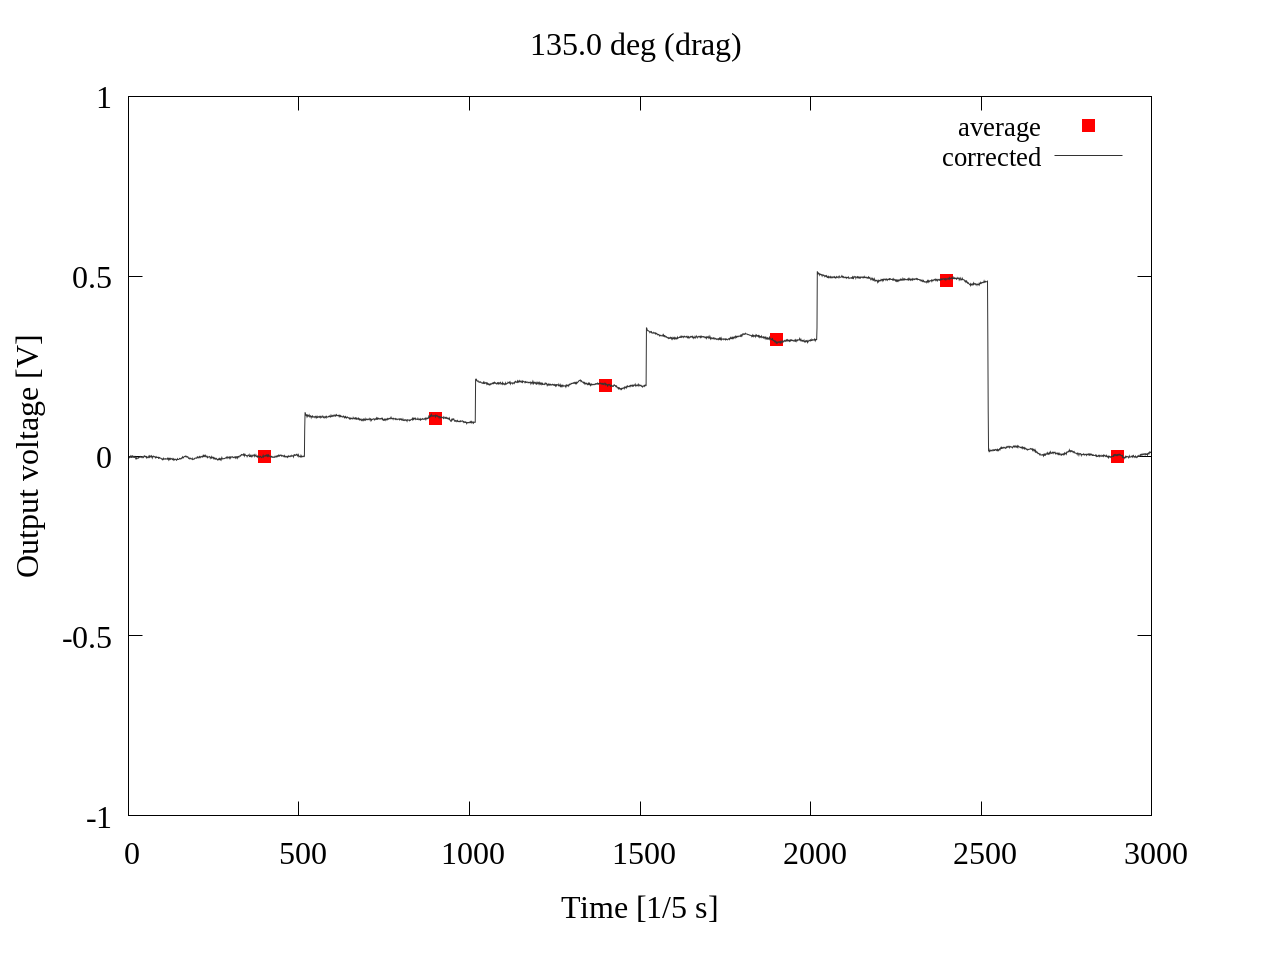 135.0 deg (drag)
average
corrected
1
0.5
0
-0.5
-1
Output voltage [V]
0 500 1000 1500 2000 2500 3000
Time [1/5 s]